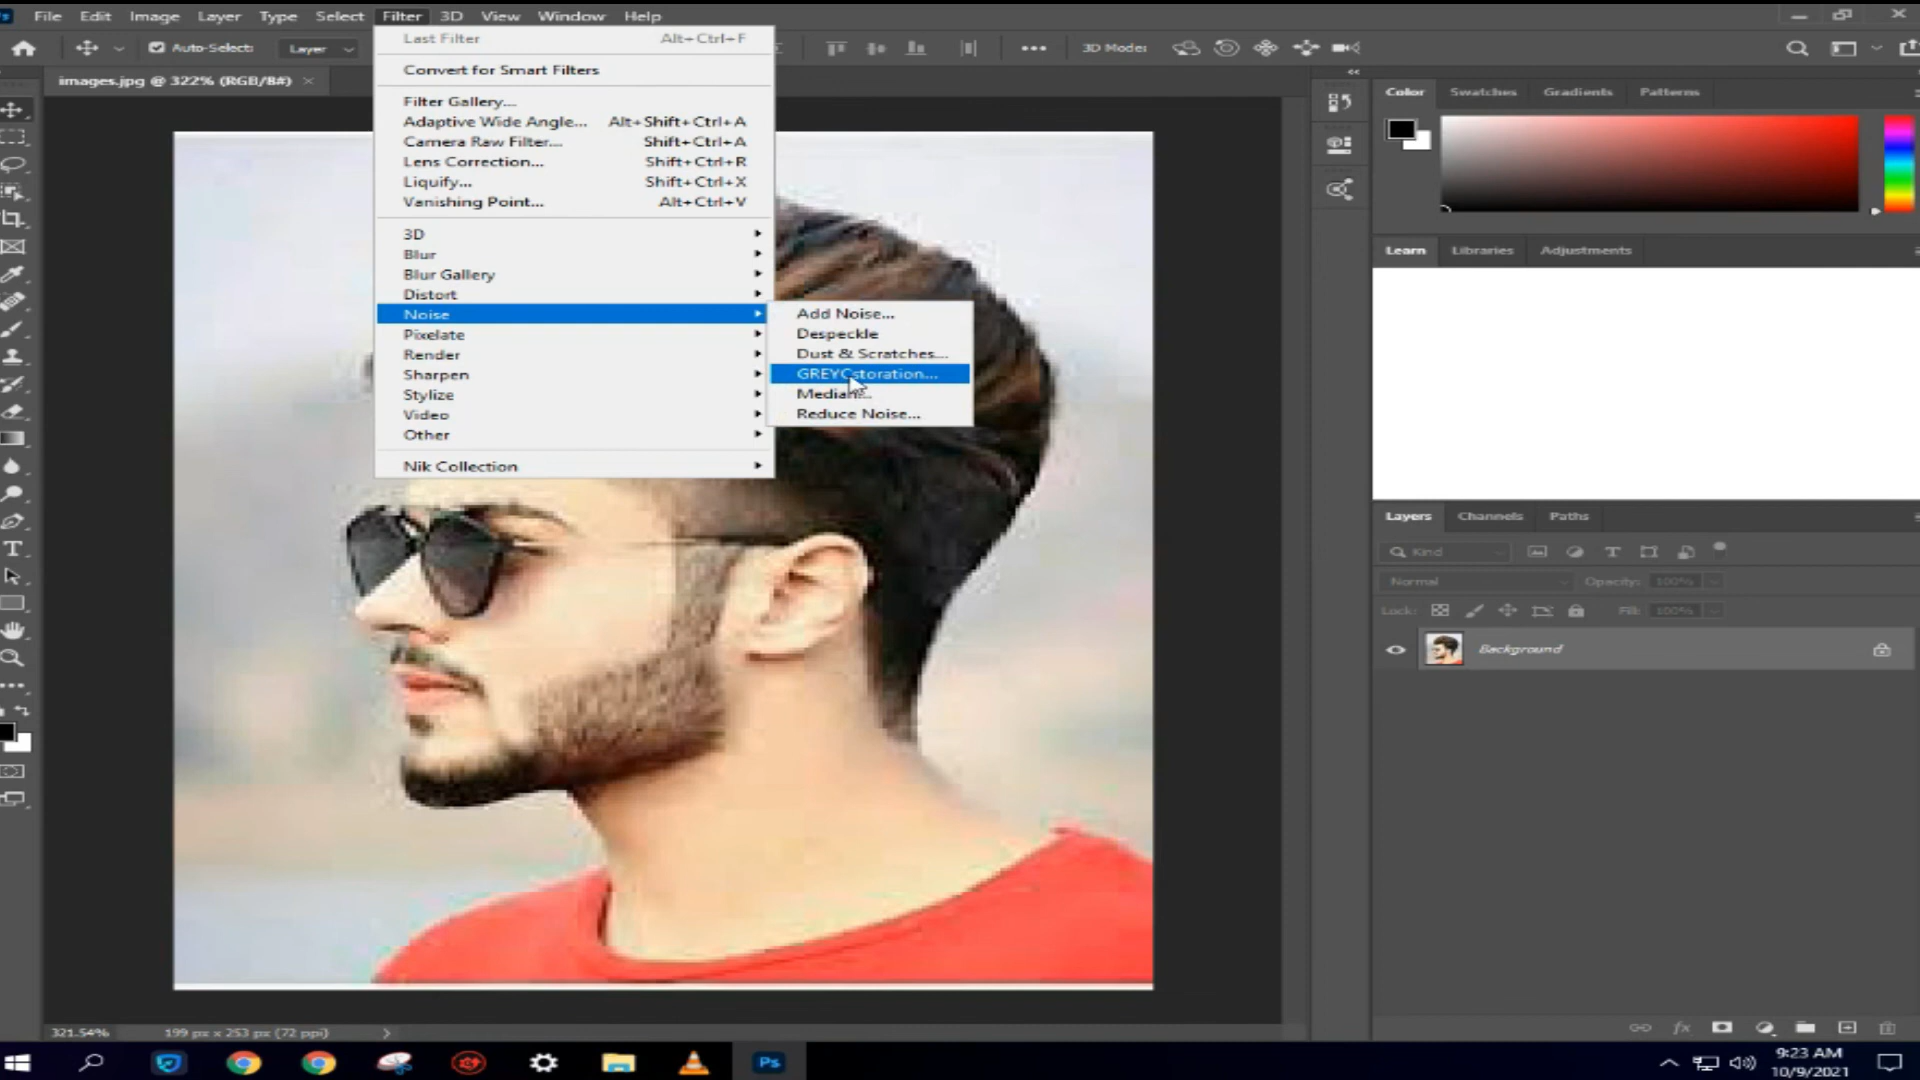 File Edit Image Layer Type Select Filter 3D View Window Help
Auto-Select: Layer 3D Mode:
images.jpg @ 322% (RGB/8#) ×
Last Filter Alt+Ctrl+F
Convert for Smart Filters
Filter Gallery...
Adaptive Wide Angle... Alt+Shift+Ctrl+A
Camera Raw Filter... Shift+Ctrl+A
Lens Correction... Shift+Ctrl+R
Liquify... Shift+Ctrl+X
Vanishing Point... Alt+Ctrl+V
3D
Blur
Blur Gallery
Distort
Noise
Pixelate
Render
Sharpen
Stylize
Video
Other
Nik Collection
Add Noise...
Despeckle
Dust & Scratches...
GREYCstoration...
Median...
Reduce Noise...
Color Swatches Gradients Patterns
Learn Libraries Adjustments
Layers Channels Paths
Kind
Normal Opacity: 100%
Lock: Fill: 100%
Background
fx
321.54% 199 px x 253 px (72 ppi)
Ps
9:23 AM
10/9/2021